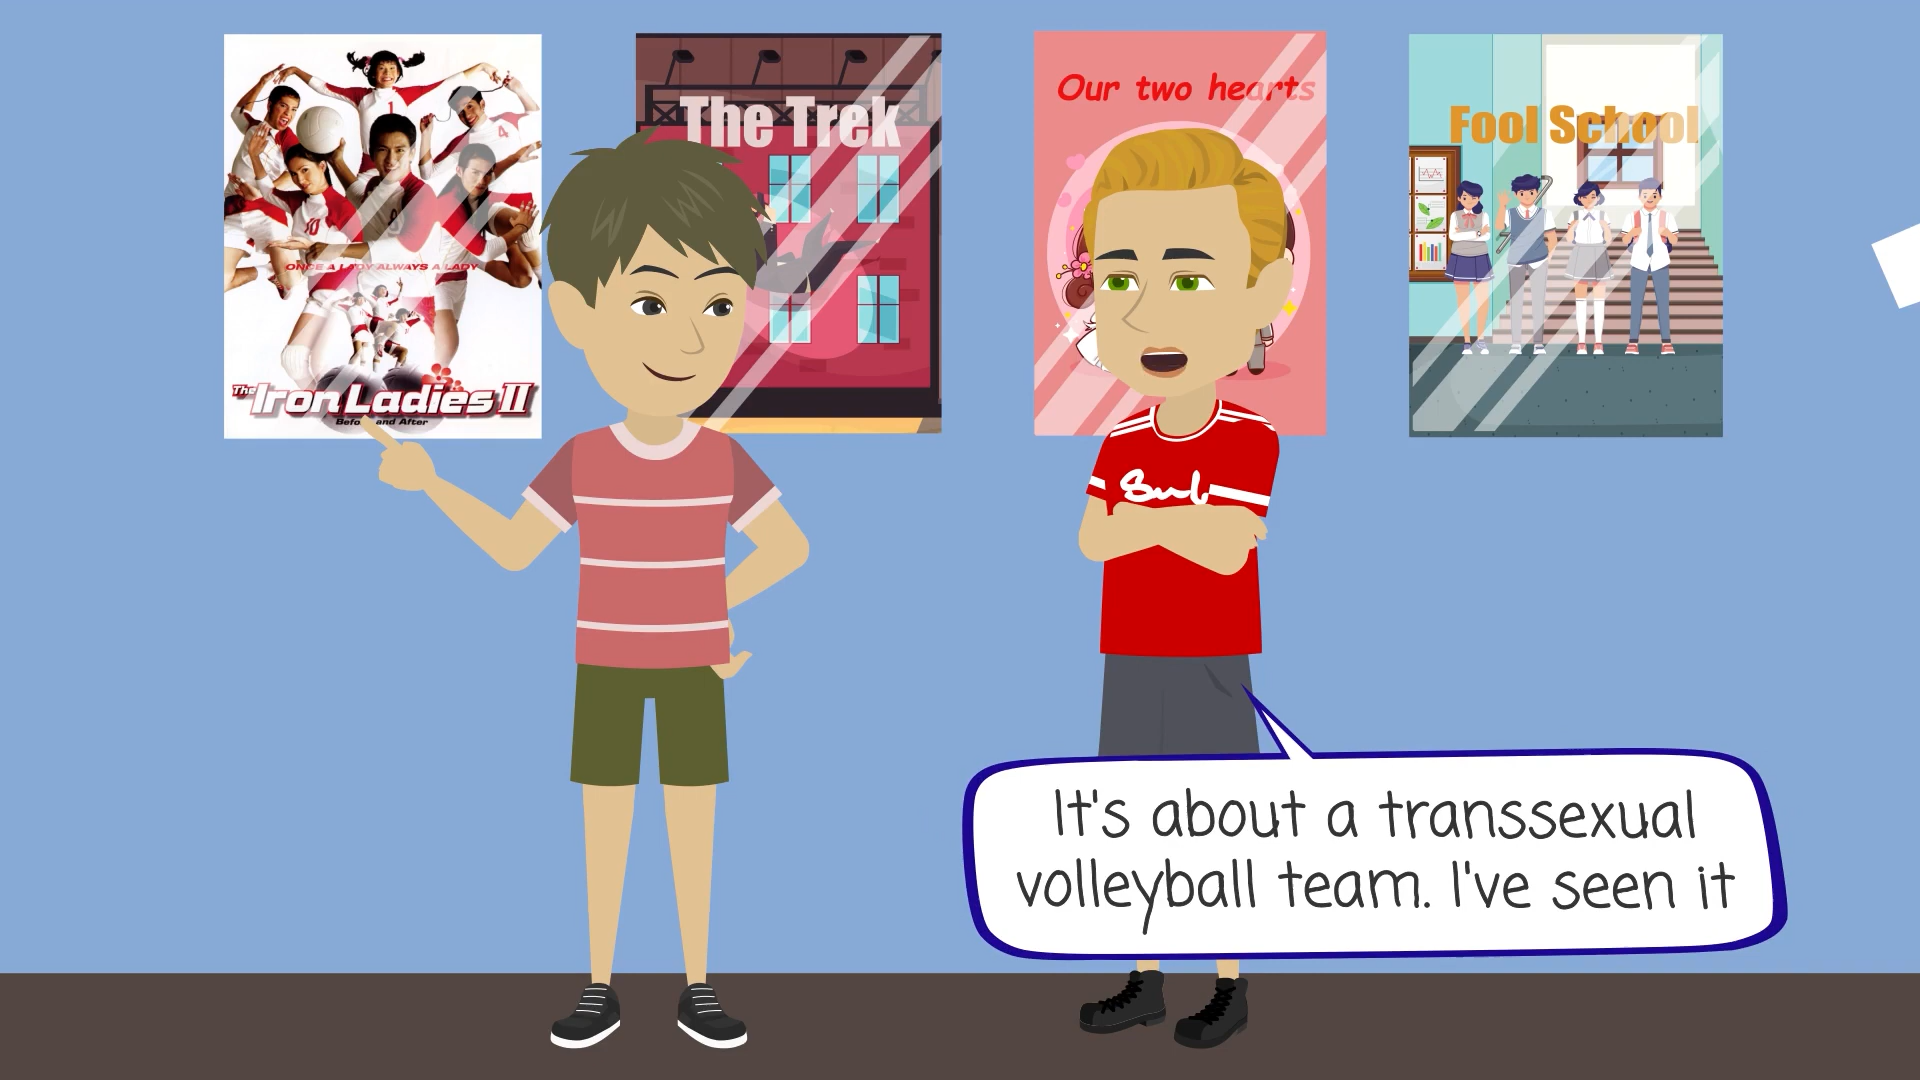 ONCE A LADY ALWAYS A LADY
The Iron Ladies II
and After
The Trek
Our two hearts
Fool School
It's about a transsexual
volleyball team. I've seen it